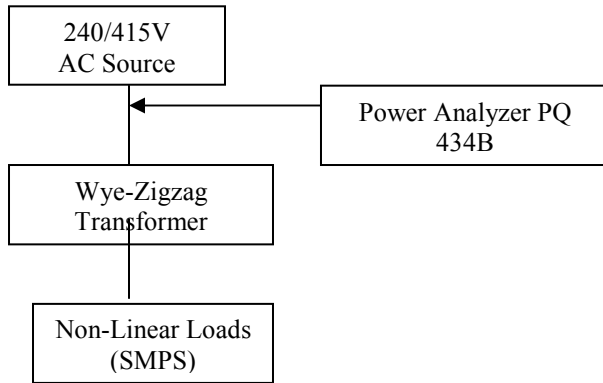 240/415V
AC Source
Power Analyzer PQ
434B
Wye-Zigzag
Transformer
Non-Linear Loads
(SMPS)